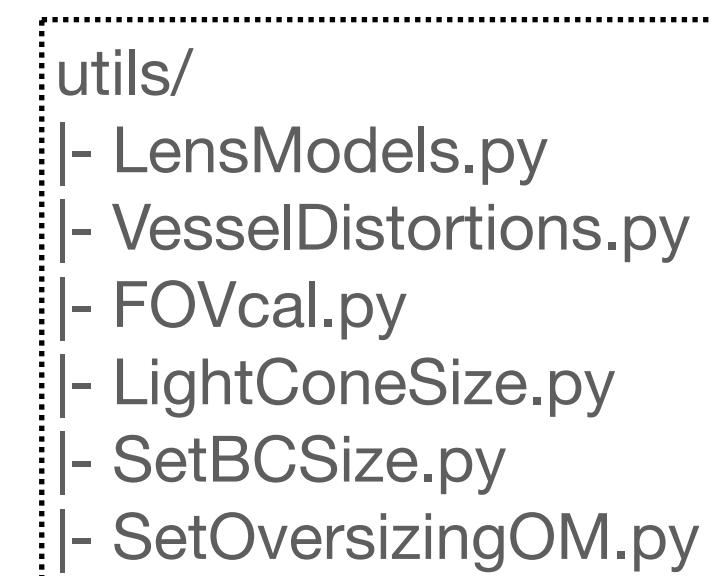 utils/
|- LensModels.py
|- VesselDistortions.py
|- FOVcal.py
|- LightConeSize.py
|- SetBCSize.py
|- SetOversizingOM.py